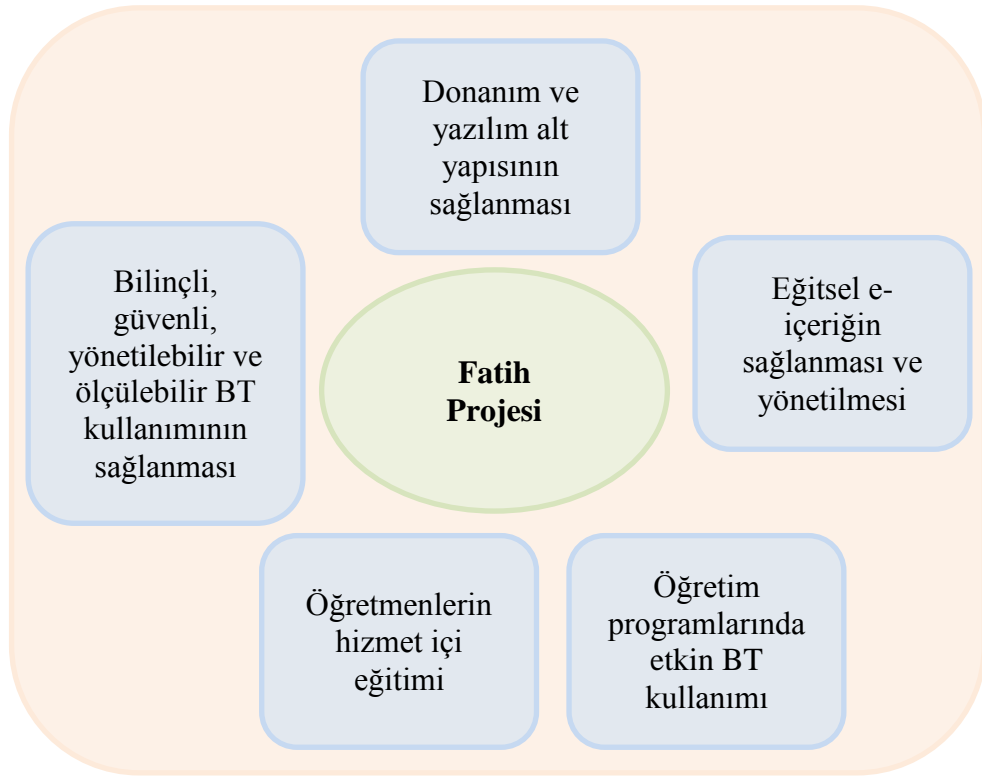 Donanım ve
yazılım alt
yapısının
sağlanması
Bilinçli,
güvenli,
yönetilebilir ve
ölçülebilir BT
kullanımının
sağlanması
Fatih
Projesi
Eğitsel e-
içeriğin
sağlanması ve
yönetilmesi
Öğretmenlerin
hizmet içi
eğitimi
Öğretim
programlarında
etkin BT
kullanımı